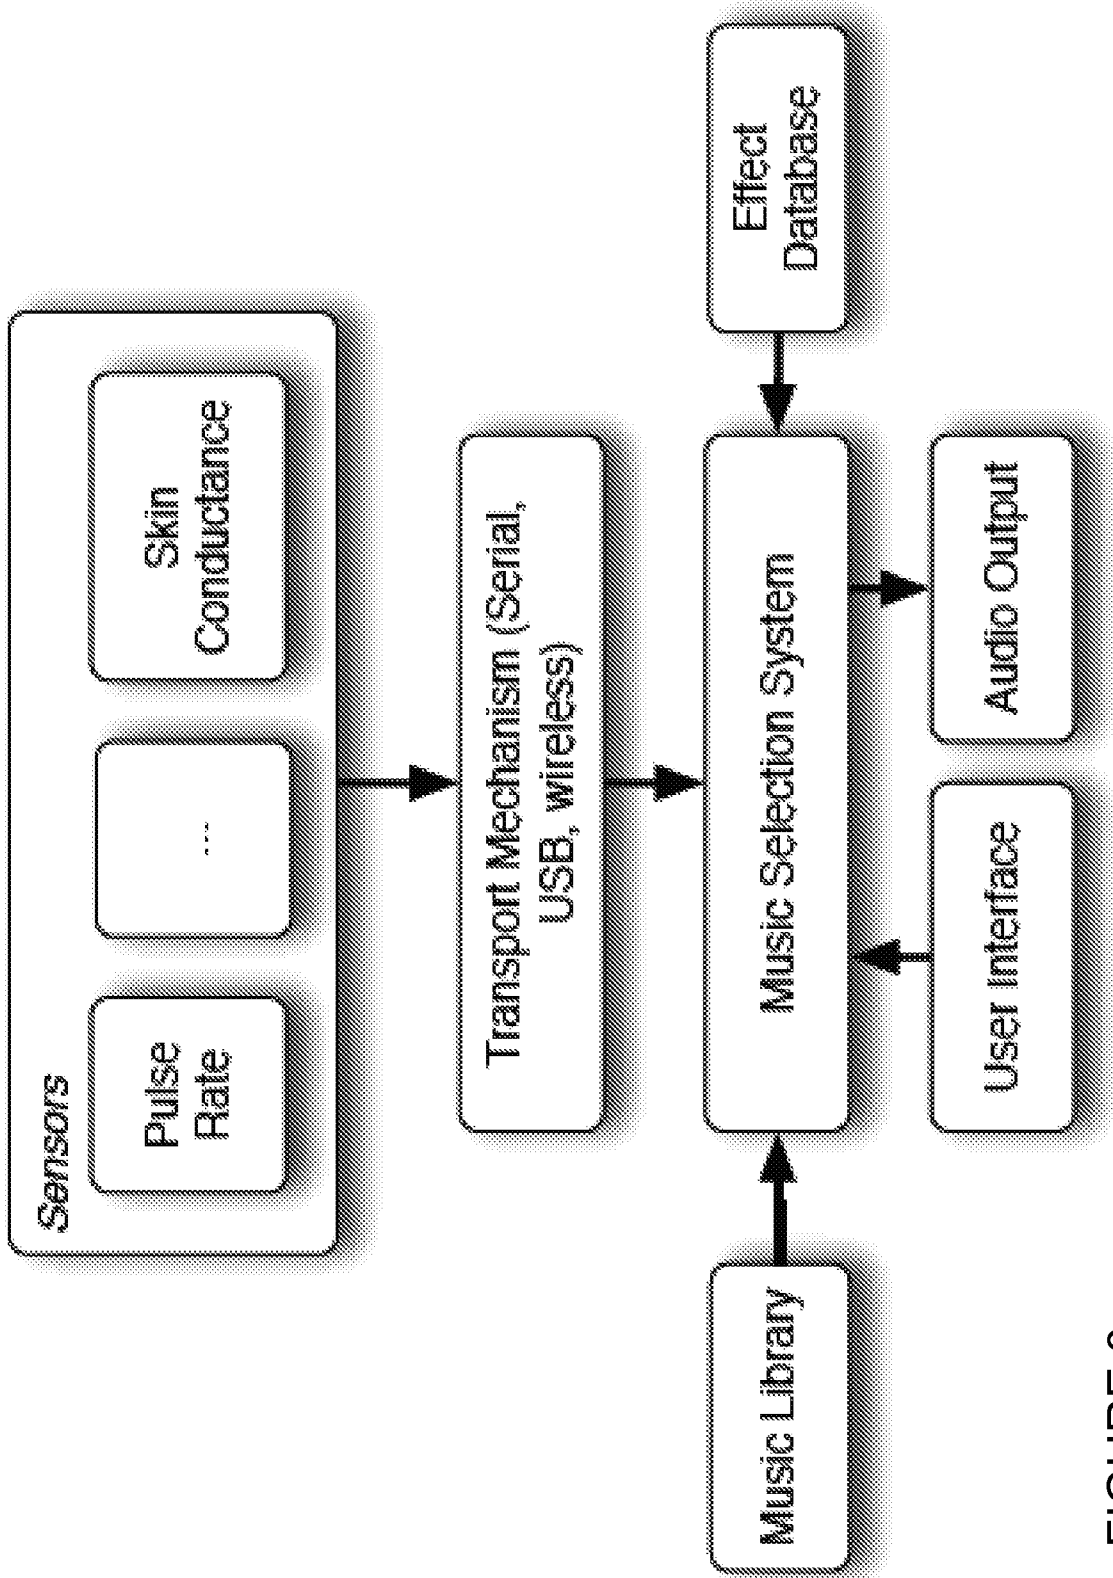 Sensors
Pulse
Rate
...
Skin
Conductance
Transport Mechanism (Serial,
USB, wireless)
Music Library
Music Selection System
Effect
Database
User Interface
Audio Output
FIGURE